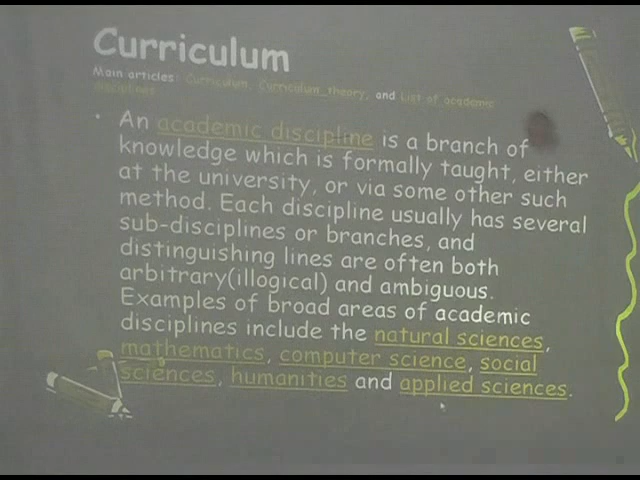 Curriculum
Main articles: Curriculum, Curriculum theory, and List of academic
disciplines
• An academic discipline is a branch of
knowledge which is formally taught, either
at the university, or via some other such
method. Each discipline usually has several
sub-disciplines or branches, and
distinguishing lines are often both
arbitrary(illogical) and ambiguous.
Examples of broad areas of academic
disciplines include the natural sciences,
mathematics, computer science, social
sciences, humanities and applied sciences.